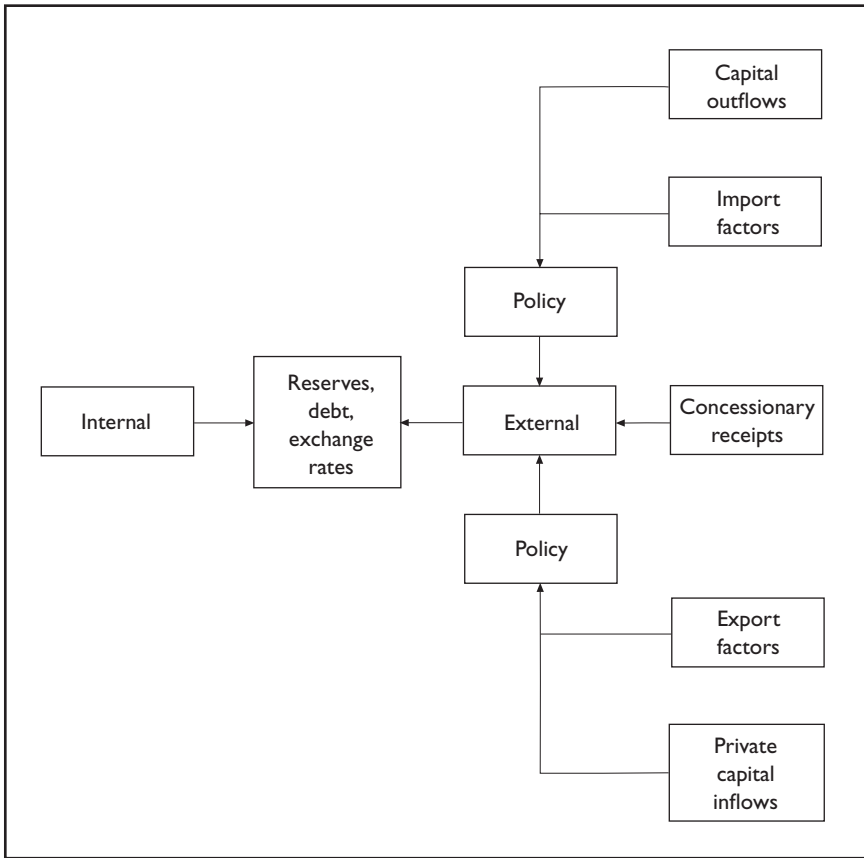 Capital
outflows
Import
factors
Policy
Internal
Reserves,
debt,
exchange
rates
External
Concessionary
receipts
Policy
Export
factors
Private
capital
inflows